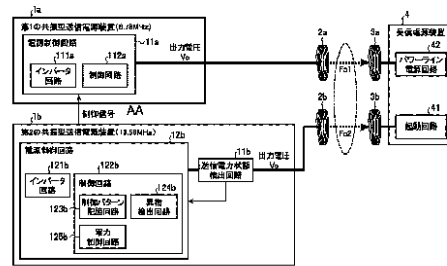 1a
第1の共振型送信電源装置(6.78MHz)
11a
電源制御段路
111a
112a
インバータ
回路
制御回路
出力電圧
Vo
制御信号
AA
1b
第2の共振型送信電源装置(13.56MHz)
12b
電源制御回路
121b
122b
インバータ
回路
制御回路
124b
制御パターン
記憶回路
異物
検出回路
123b
電力
制御回路
125b
11b
送信電力状態
検出回路
出力電圧
Vo
2a
3a
Fo1
2b
3b
Fo2
4
受信電源装置
42
パワーライン
電源回路
41
起動回路